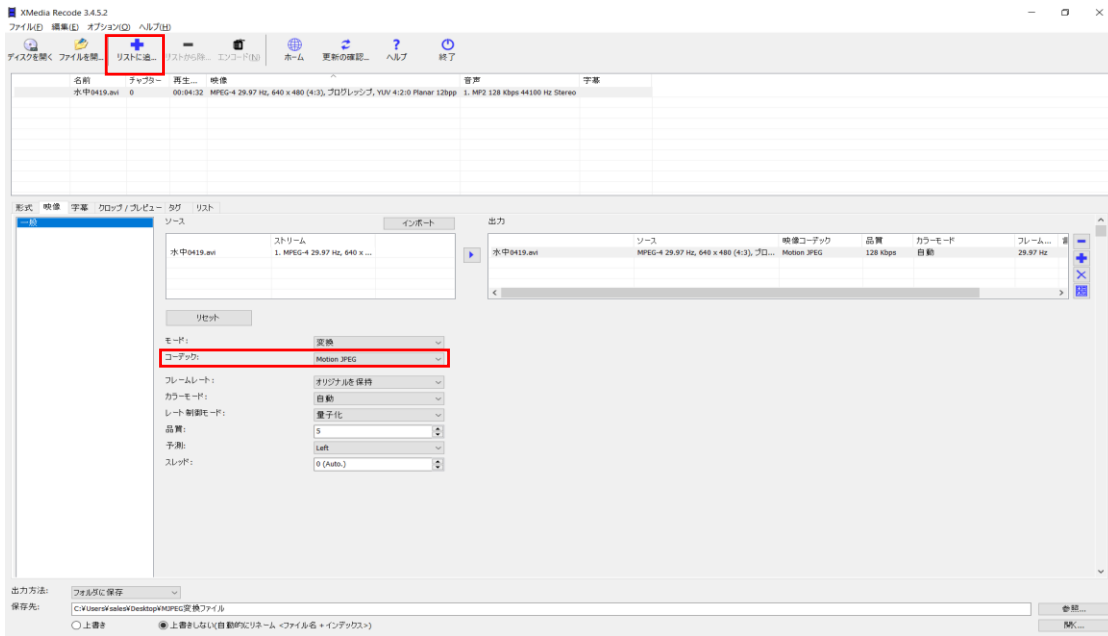 XMedia Recode 3.4.5.2
ファイル(F) 編集(E) オプション(O) ヘルプ(H)
ディスクを開く ファイルを開... リストに追... リストから除... エンコード(N) ホーム 更新の確認... ヘルプ 終了
名前 チャプター 再生... 映像 音声 字幕
水中0419.avi 0 00:04:32 MPEG-4 29.97 Hz, 640 x 480 (4:3), プログレッシブ, YUV 4:2:0 Planar 12bpp 1. MP2 128 Kbps 44100 Hz Stereo
形式 映像 字幕 クロップ / プレビュー タグ リスト
一般
ソース インポート 出力
ストリーム ソース 映像コーデック 品質 カラーモード フレーム...
水中0419.avi 1. MPEG-4 29.97 Hz, 640 x ... 水中0419.avi MPEG-4 29.97 Hz, 640 x 480 (4:3), プロ... Motion JPEG 128 Kbps 自動 29.97 Hz
リセット
モード: 変換
コーデック: Motion JPEG
フレームレート: オリジナルを保持
カラーモード: 自動
レート制御モード: 量子化
品質: 5
予測: Left
スレッド: 0 (Auto.)
出力方法: フォルダに保存
保存先: C:¥Users¥sales¥Desktop¥MJPEG変換ファイル 参照...
上書き 上書きしない(自動的にリネーム <ファイル名 + インデックス>) 開く...